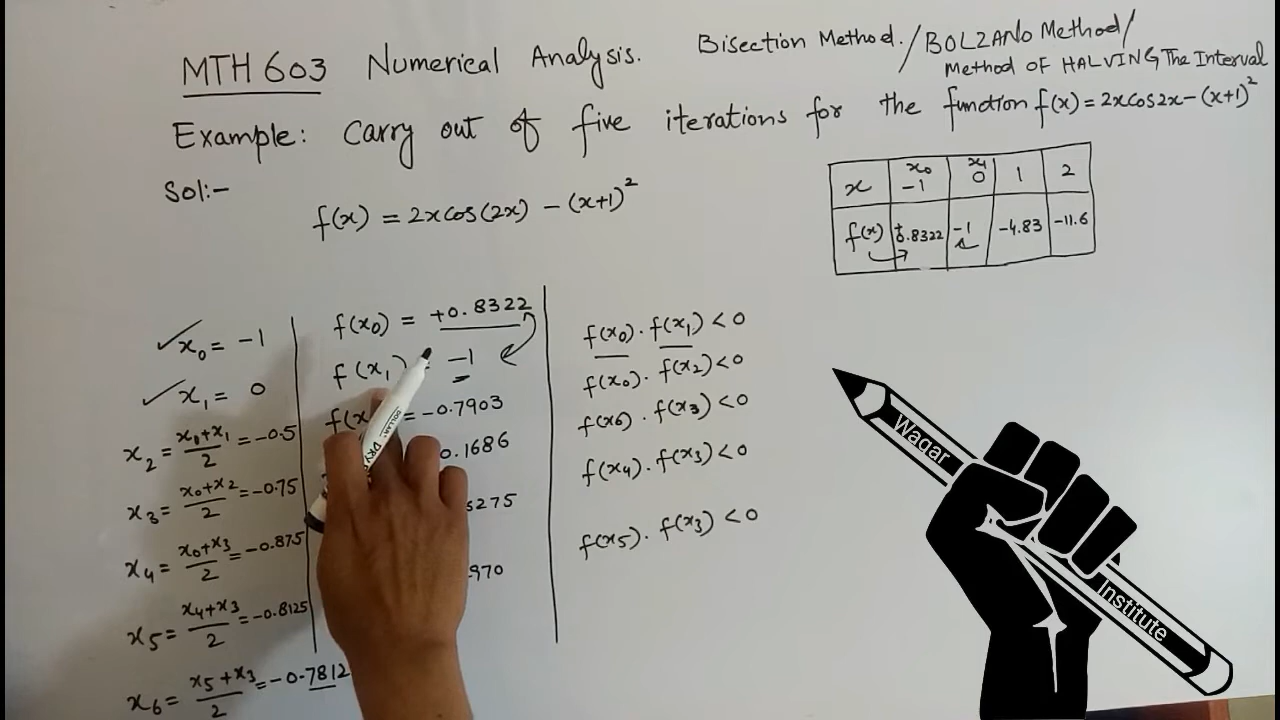 MTH 603 Numerical Analysis. Bisection Method. / BOLZANO Method /
Method OF HALVING The Interval
Example: Carry out of five iterations for the function f(x) = 2xcos2x - (x+1)²
Sol:-
f(x) = 2xcos(2x) - (x+1)²
x x₀ -1 x₁ 0 1 2
f(x) +0.8322 -1 -4.83 -11.6
x₀ = -1 f(x₀) = +0.8322 f(x₀). f(x₁) < 0
x₁ = 0 f(x₁) = -1 f(x₀). f(x₂) < 0
x₂ = x₀+x₁/2 = -0.5 f(x = -0.7903 f(x₀). f(x₃) < 0
x₃ = x₀+x₂/2 = -0.75 0.1686 f(x₄). f(x₃) < 0
x₄ = x₀+x₃/2 = -0.875 5275 f(x₅). f(x₃) < 0
x₅ = x₄+x₃/2 = -0.8125 970
x₆ = x₅+x₃/2 = -0.7812
Waqar
Institute